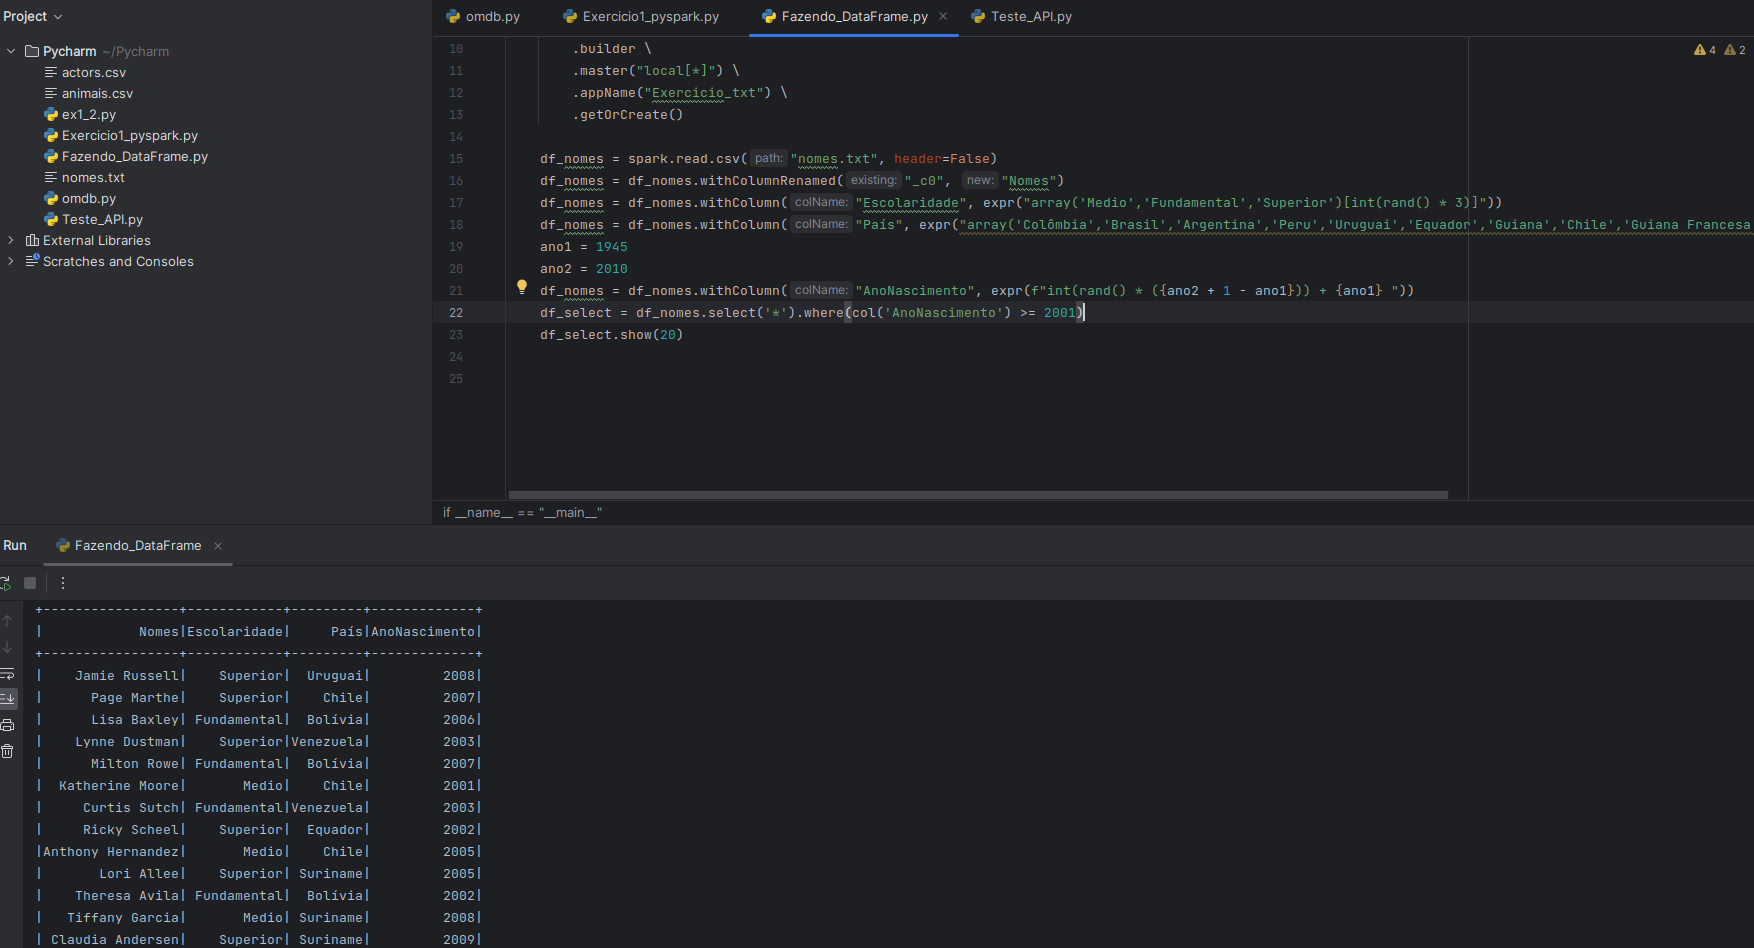 Project
omdb.py
Exercicio1_pyspark.py
Fazendo_DataFrame.py
Teste_API.py
Pycharm ~/Pycharm
actors.csv
animais.csv
ex1_2.py
Exercicio1_pyspark.py
Fazendo_DataFrame.py
nomes.txt
omdb.py
Teste_API.py
External Libraries
Scratches and Consoles
4 2
10 .builder \
11 .master("local[*]") \
12 .appName("Exercicio_txt") \
13 .getOrCreate()
14
15 df_nomes = spark.read.csv( path: "nomes.txt", header=False)
16 df_nomes = df_nomes.withColumnRenamed( existing: "_c0", new: "Nomes")
17 df_nomes = df_nomes.withColumn( colName: "Escolaridade", expr("array('Medio','Fundamental','Superior')[int(rand() * 3)]"))
18 df_nomes = df_nomes.withColumn( colName: "País", expr("array('Colômbia','Brasil','Argentina','Peru','Uruguai','Equador','Guiana','Chile','Guiana Francesa
19 ano1 = 1945
20 ano2 = 2010
21 df_nomes = df_nomes.withColumn( colName: "AnoNascimento", expr(f"int(rand() * ({ano2 + 1 - ano1})) + {ano1} "))
22 df_select = df_nomes.select('*').where(col('AnoNascimento') >= 2001)
23 df_select.show(20)
24
25
if __name__ == "__main__"
Run Fazendo_DataFrame
+-----------------+------------+---------+-------------+
| Nomes|Escolaridade| País|AnoNascimento|
+-----------------+------------+---------+-------------+
| Jamie Russell| Superior| Uruguai| 2008|
| Page Marthe| Superior| Chile| 2007|
| Lisa Baxley| Fundamental| Bolívia| 2006|
| Lynne Dustman| Superior|Venezuela| 2003|
| Milton Rowe| Fundamental| Bolívia| 2007|
| Katherine Moore| Medio| Chile| 2001|
| Curtis Sutch| Fundamental|Venezuela| 2003|
| Ricky Scheel| Superior| Equador| 2002|
|Anthony Hernandez| Medio| Chile| 2005|
| Lori Allee| Superior| Suriname| 2005|
| Theresa Avila| Fundamental| Bolívia| 2002|
| Tiffany Garcia| Medio| Suriname| 2008|
| Claudia Andersen| Superior| Suriname| 2009|